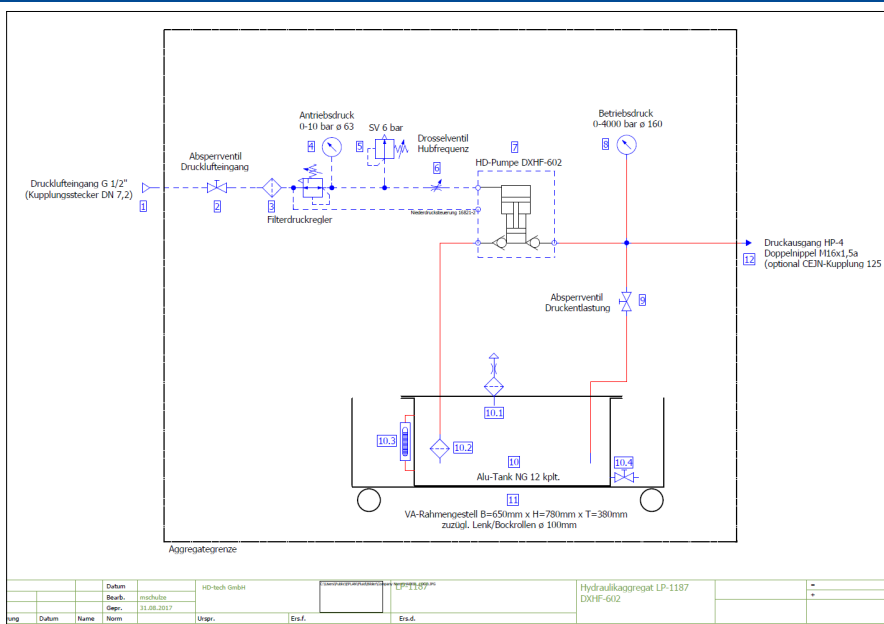 Antriebsdruck
0-10 bar ø 63
4
SV 6 bar
5
Drosselventil
Hubfrequenz
6
7
HD-Pumpe DXHF-602
Betriebsdruck
0-4000 bar ø 160
8
Absperrventil
Drucklufteingang
Drucklufteingang G 1/2"
(Kupplungsstecker DN 7,2)
1
2
3
Filterdruckregler
Druckausgang HP-4
Doppelnippel M16x1,5a
(optional CEJN-Kupplung 125
12
Absperrventil
Druckentlastung
9
10.1
10.3
10.2
10
10.4
Alu-Tank NG 12 kplt.
11
VA-Rahmengestell B=650mm x H=780mm x T=380mm
zuzügl. Lenk/Bockrollen ø 100mm
Aggregategrenze
Datum
HD-tech GmbH
LP-1187
Hydraulikaggregat LP-1187
=
Bearb. mschulze
DXHF-602
+
Gepr. 31.08.2017
Datum Name Norm Urspr. Ers.f. Ers.d.